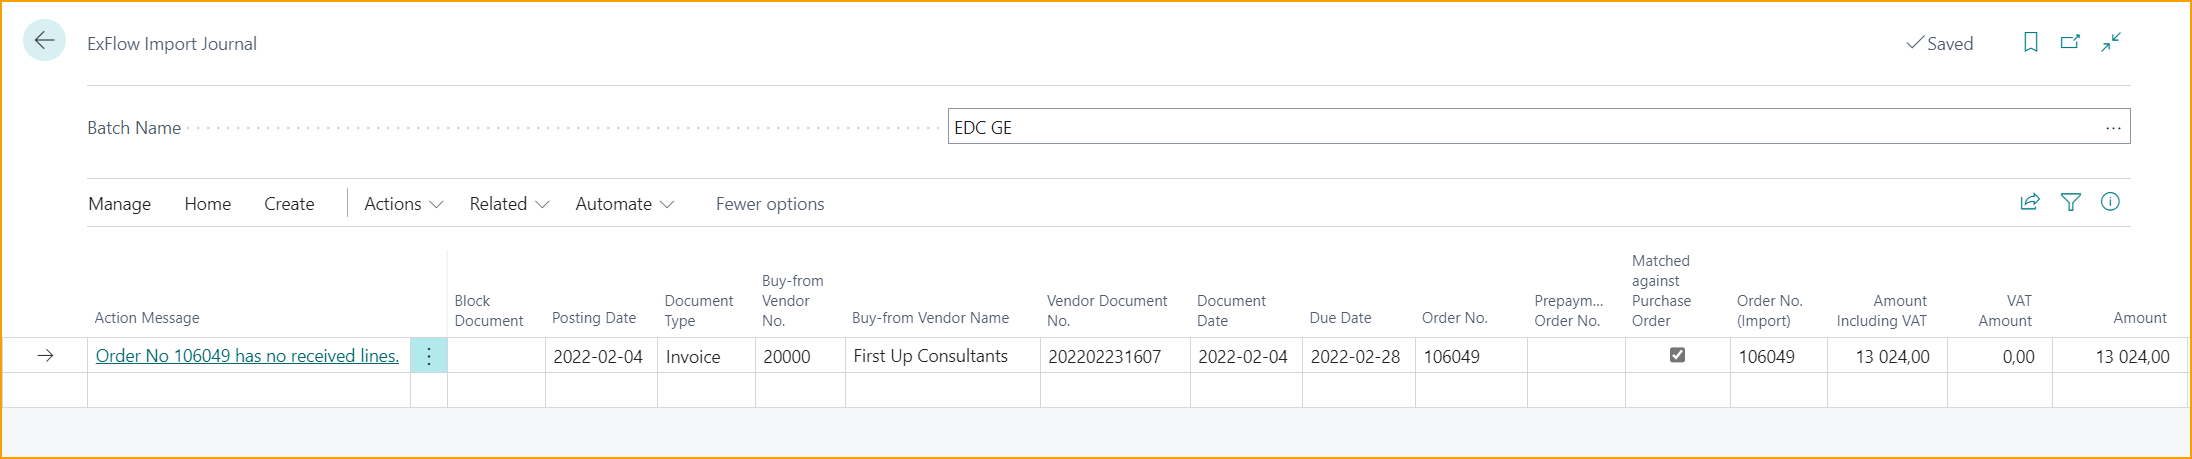 ExFlow Import Journal
Saved
Batch Name
EDC GE
Manage Home Create Actions Related Automate Fewer options
Action Message
Block Document
Posting Date
Document Type
Buy-from Vendor No.
Buy-from Vendor Name
Vendor Document No.
Document Date
Due Date
Order No.
Prepaym... Order No.
Matched against Purchase Order
Order No. (Import)
Amount Including VAT
VAT Amount
Amount
Order No 106049 has no received lines. 2022-02-04 Invoice 20000 First Up Consultants 202202231607 2022-02-04 2022-02-28 106049 106049 13 024,00 0,00 13 024,00